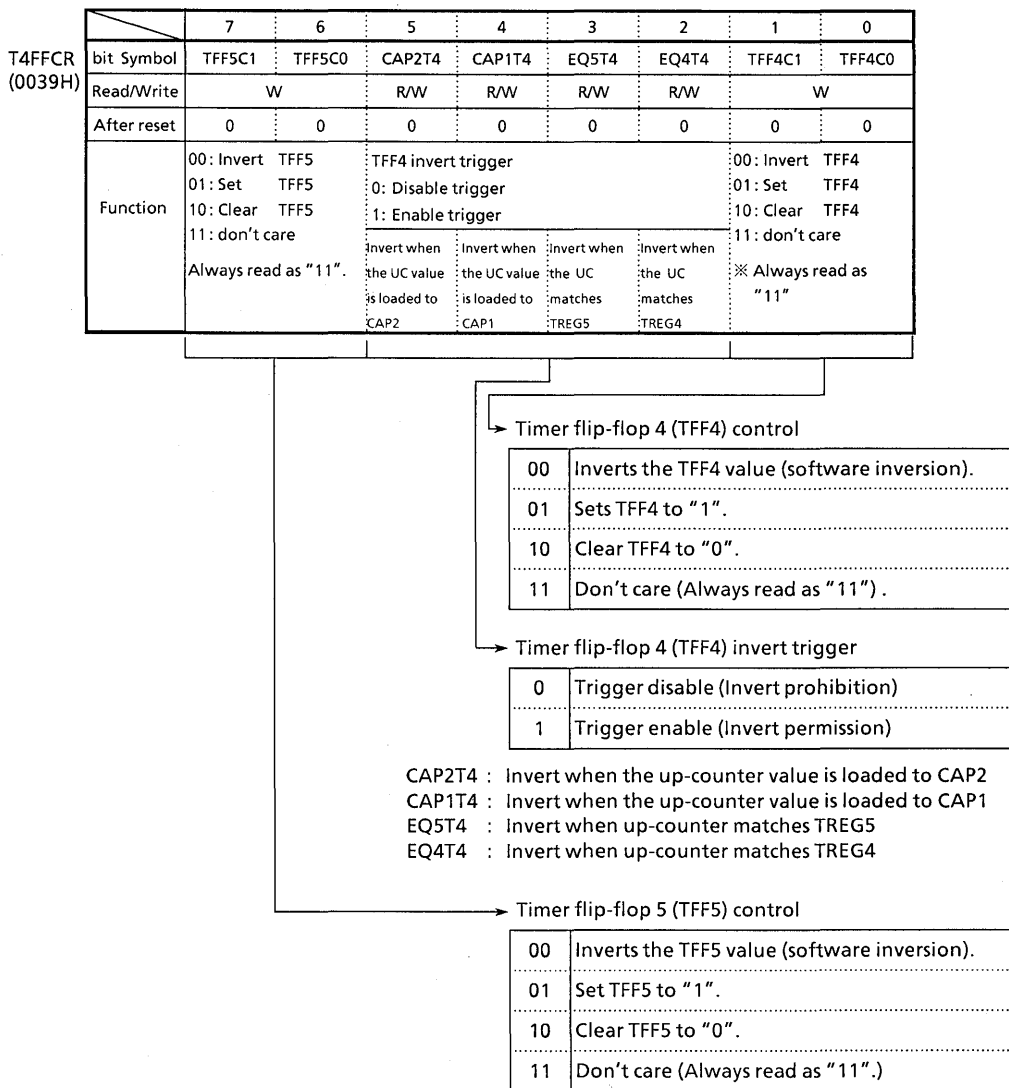 7 6 5 4 3 2 1 0
T4FFCR
(0039H)
bit Symbol TFF5C1 TFF5C0 CAP2T4 CAP1T4 EQ5T4 EQ4T4 TFF4C1 TFF4C0
Read/Write W R/W R/W R/W R/W W
After reset 0 0 0 0 0 0 0 0
Function
00: Invert TFF5
01: Set TFF5
10: Clear TFF5
11: don't care
Always read as "11".
TFF4 invert trigger
0: Disable trigger
1: Enable trigger
Invert when
the UC value
is loaded to
CAP2
Invert when
the UC value
is loaded to
CAP1
Invert when
the UC
matches
TREG5
Invert when
the UC
matches
TREG4
00: Invert TFF4
01: Set TFF4
10: Clear TFF4
11: don't care
※ Always read as
"11"
Timer flip-flop 4 (TFF4) control
00 Inverts the TFF4 value (software inversion).
01 Sets TFF4 to "1".
10 Clear TFF4 to "0".
11 Don't care (Always read as "11") .
Timer flip-flop 4 (TFF4) invert trigger
0 Trigger disable (Invert prohibition)
1 Trigger enable (Invert permission)
CAP2T4 : Invert when the up-counter value is loaded to CAP2
CAP1T4 : Invert when the up-counter value is loaded to CAP1
EQ5T4 : Invert when up-counter matches TREG5
EQ4T4 : Invert when up-counter matches TREG4
Timer flip-flop 5 (TFF5) control
00 Inverts the TFF5 value (software inversion).
01 Set TFF5 to "1".
10 Clear TFF5 to "0".
11 Don't care (Always read as "11".)